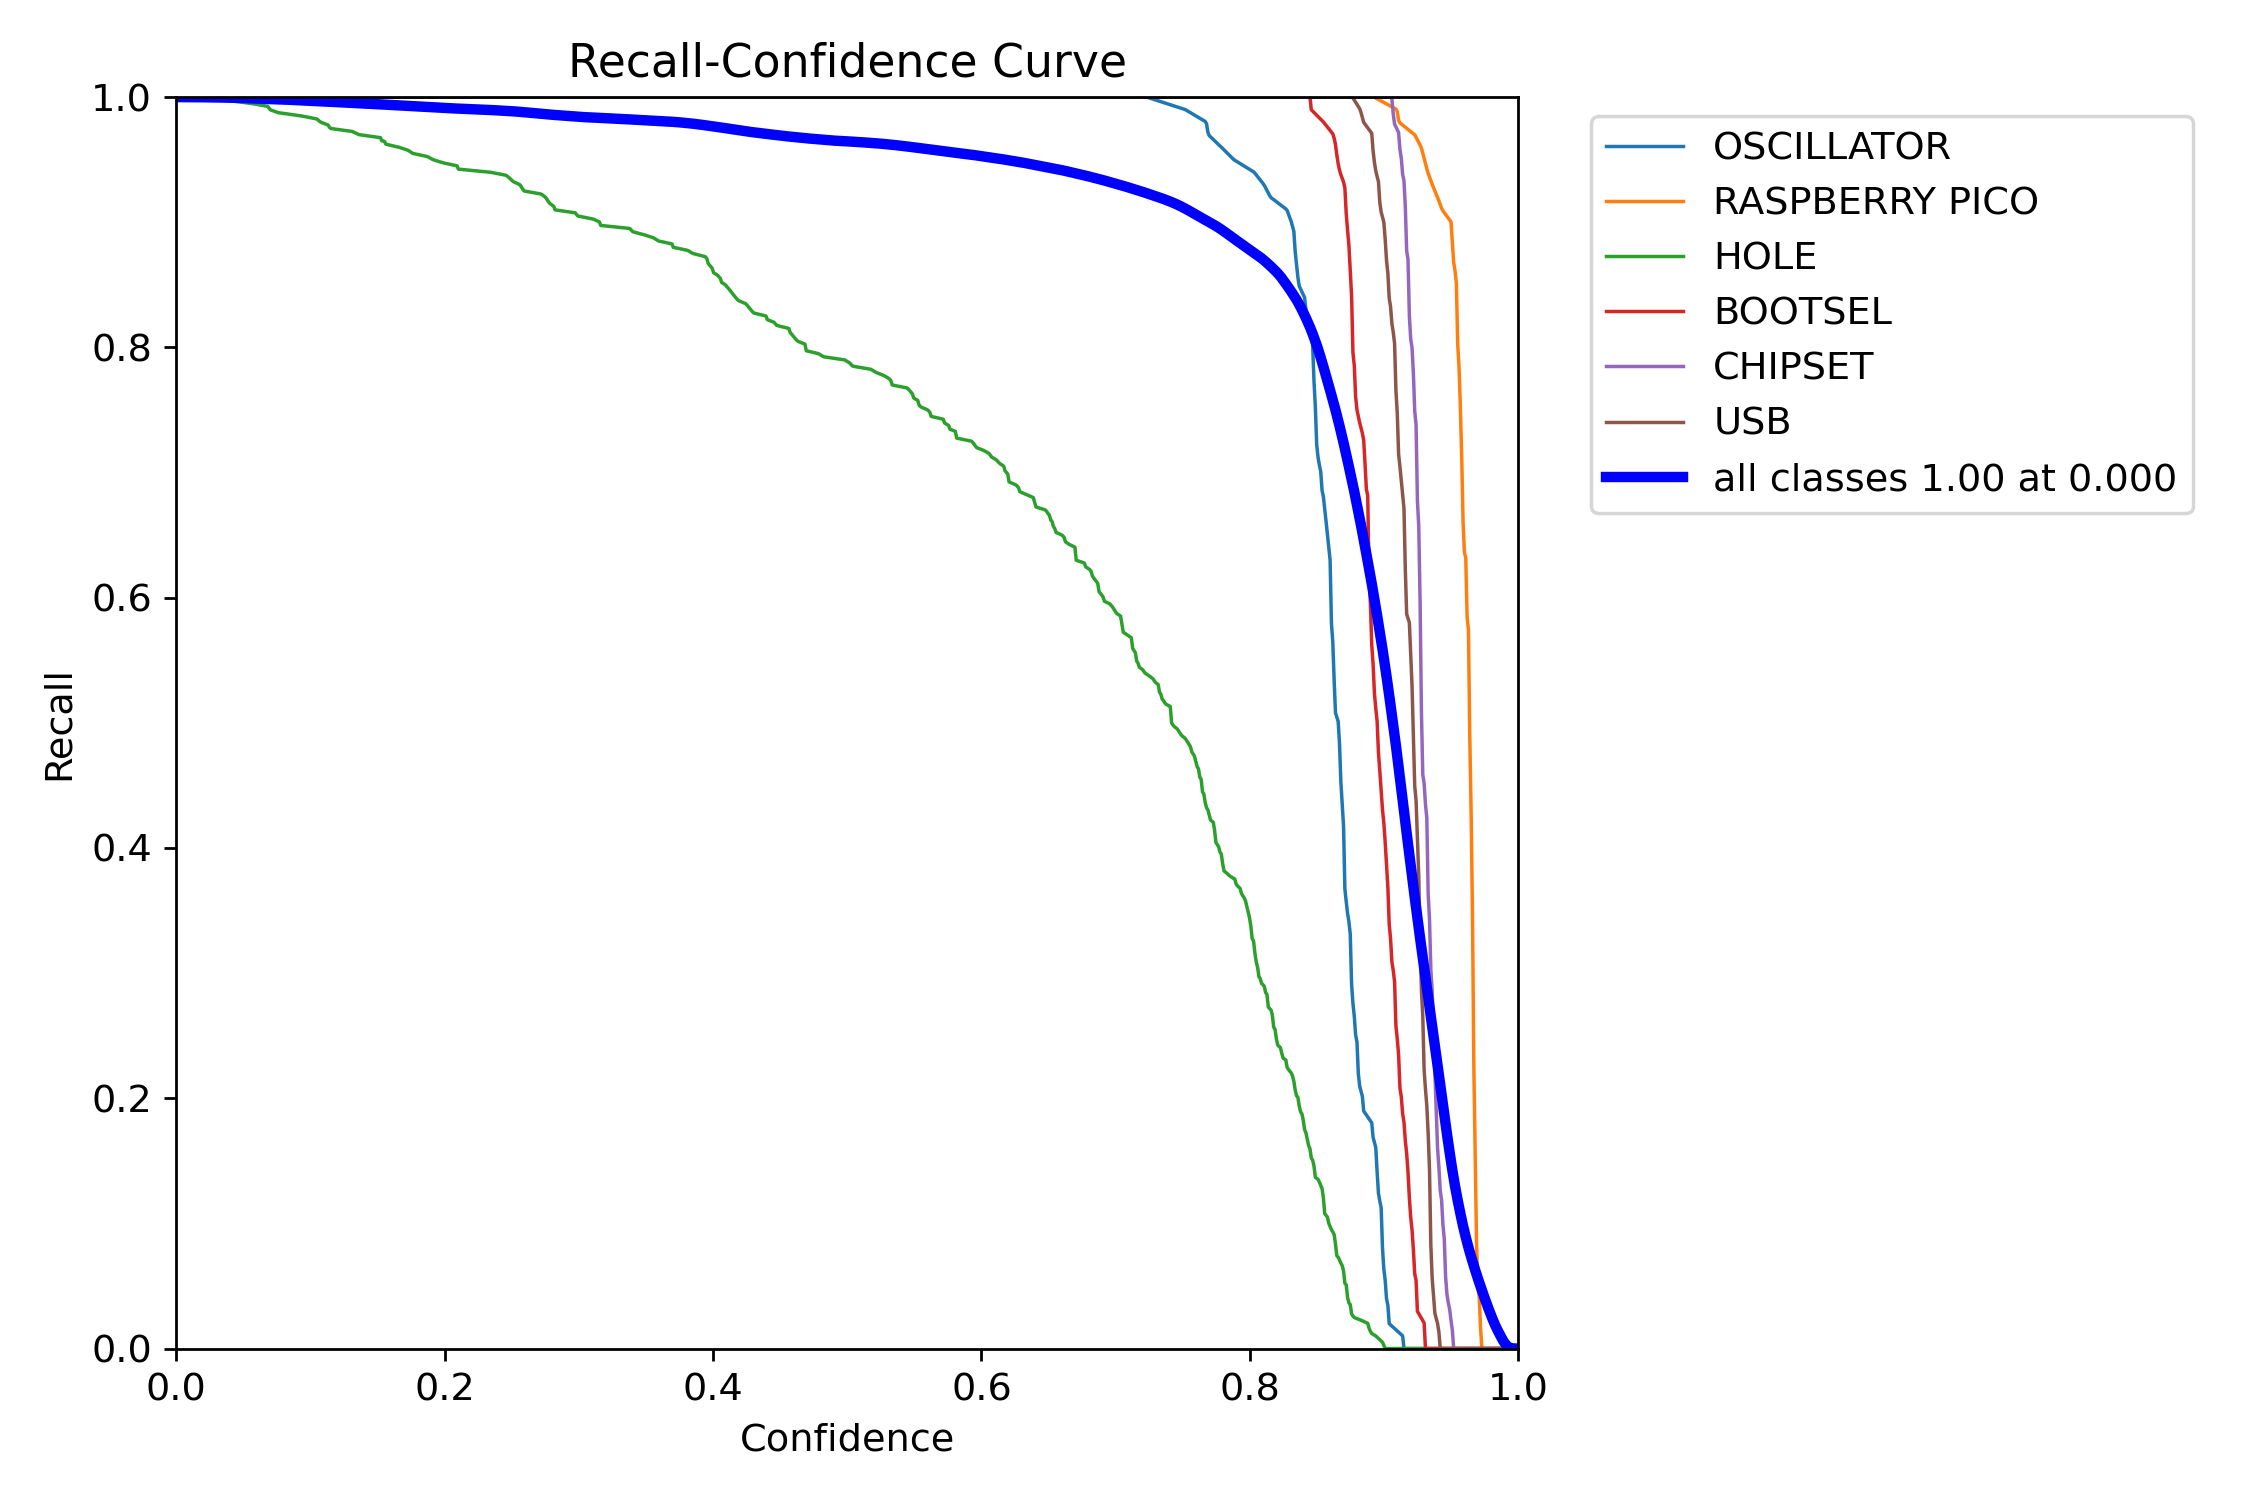 Recall-Confidence Curve
1.0
0.8
0.6
0.4
0.2
0.0
Recall
0.0 0.2 0.4 0.6 0.8 1.0
Confidence
OSCILLATOR
RASPBERRY PICO
HOLE
BOOTSEL
CHIPSET
USB
all classes 1.00 at 0.000